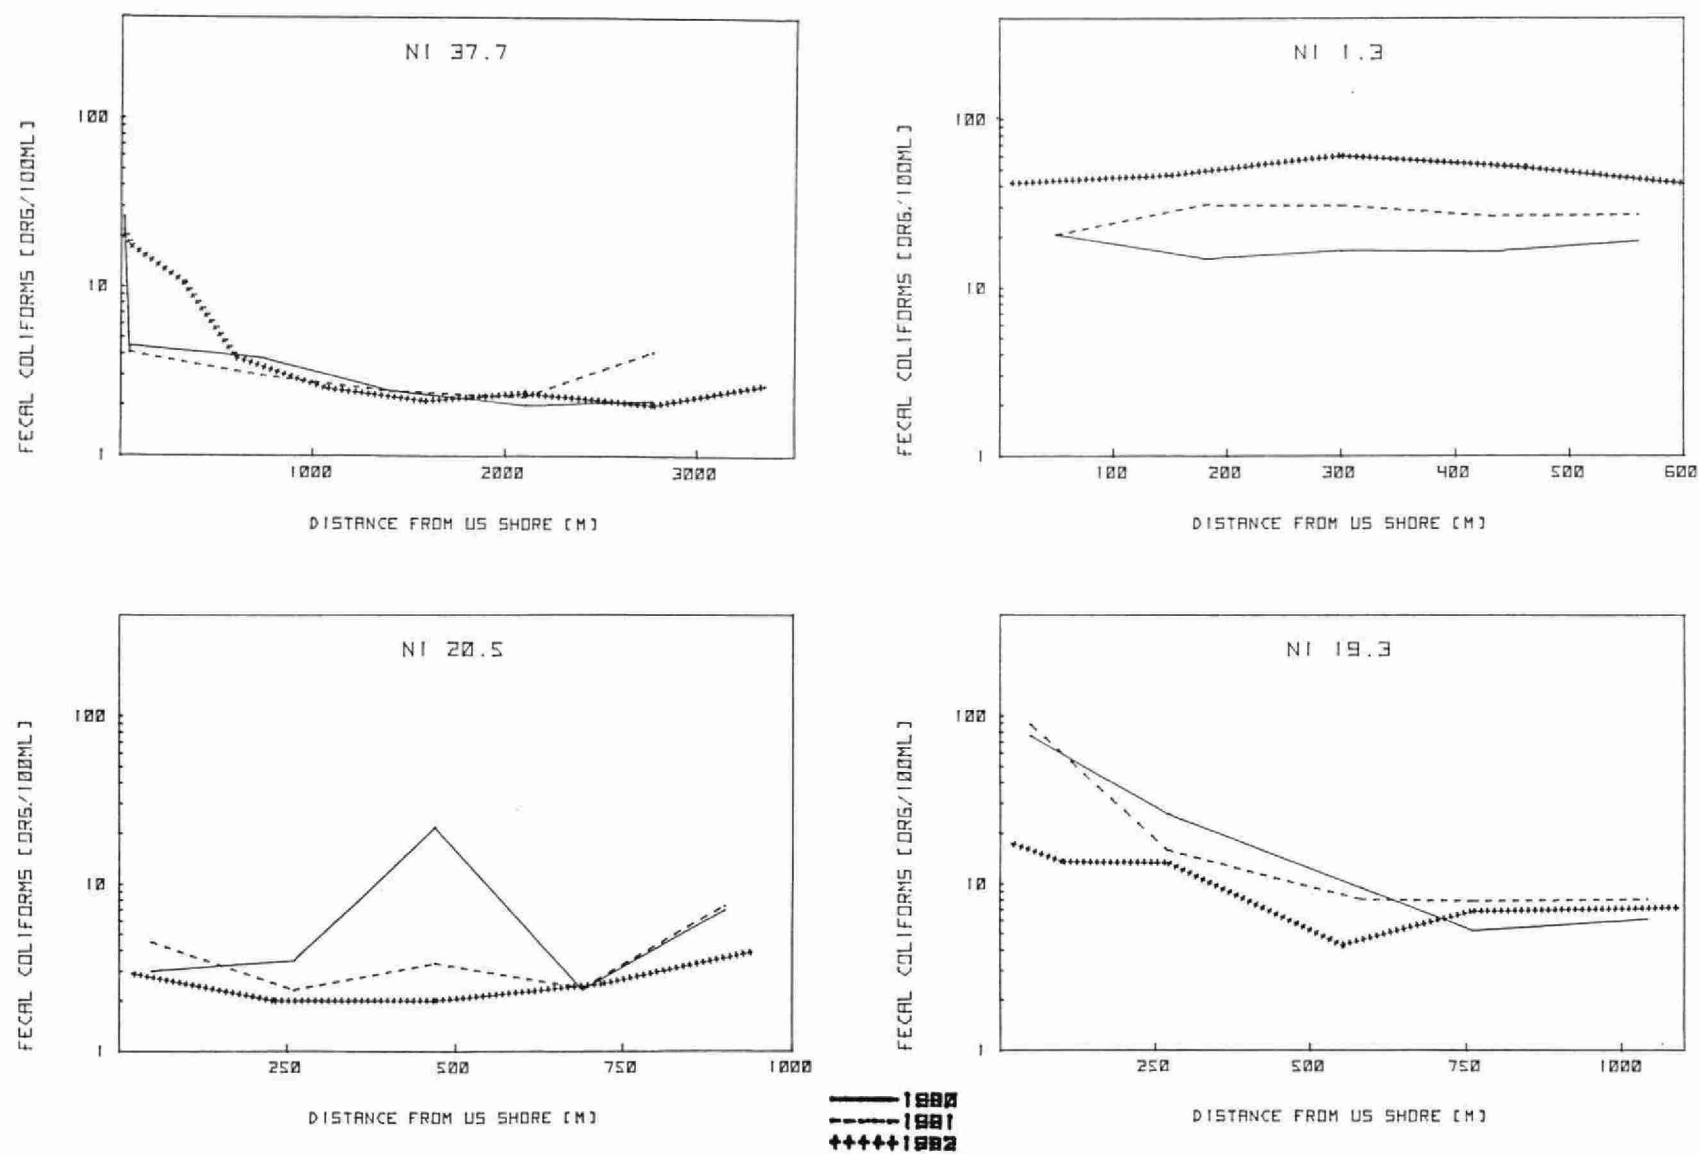 NI 37.7
FECAL COLIFORMS [ORG/100ML]
100
10
1
1000 2000 3000
DISTANCE FROM US SHORE [M]
NI 1.3
FECAL COLIFORMS [ORG/100ML]
100
10
1
100 200 300 400 500 600
DISTANCE FROM US SHORE [M]
NI 20.5
FECAL COLIFORMS [ORG/100ML]
100
10
1
250 500 750 1000
DISTANCE FROM US SHORE [M]
NI 19.3
FECAL COLIFORMS [ORG/100ML]
100
10
1
250 500 750 1000
DISTANCE FROM US SHORE [M]
1980
1981
1982